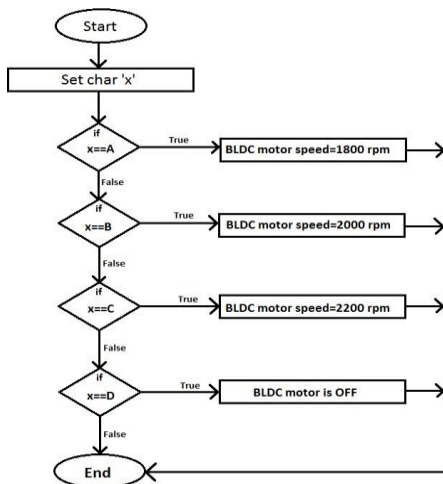 Start
Set char 'x'
if
x==A
True
BLDC motor speed=1800 rpm
False
if
x==B
True
BLDC motor speed=2000 rpm
False
if
x==C
True
BLDC motor speed=2200 rpm
False
if
x==D
True
BLDC motor is OFF
False
End